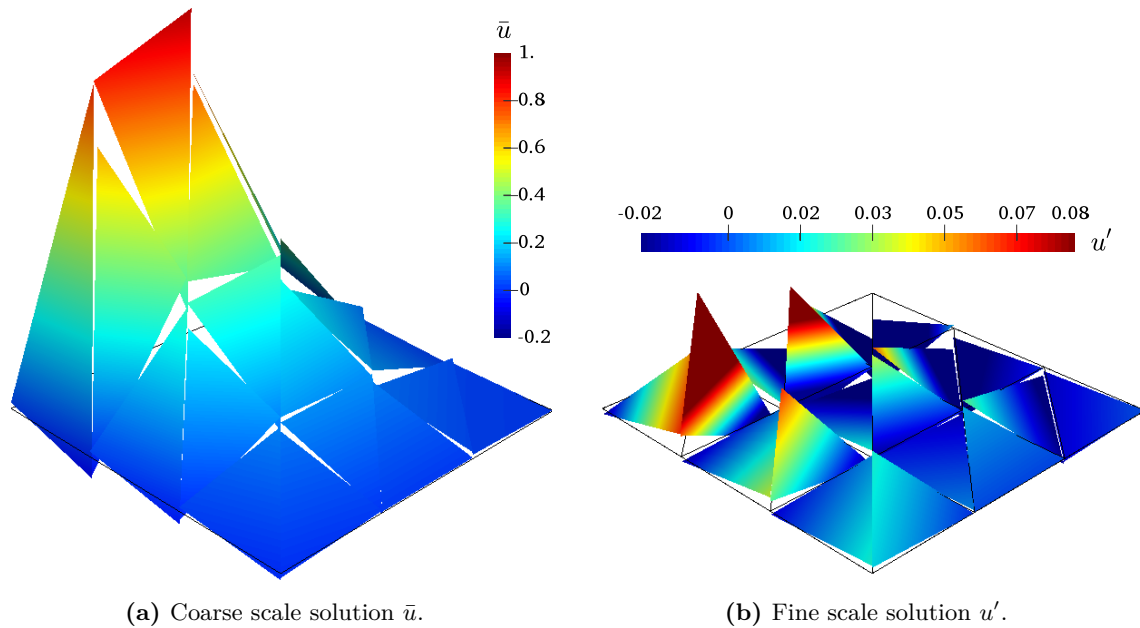 ū
1.
0.8
0.6
0.4
0.2
0
-0.2
-0.02 0 0.02 0.03 0.05 0.07 0.08
u′
(a) Coarse scale solution ū.
(b) Fine scale solution u′.